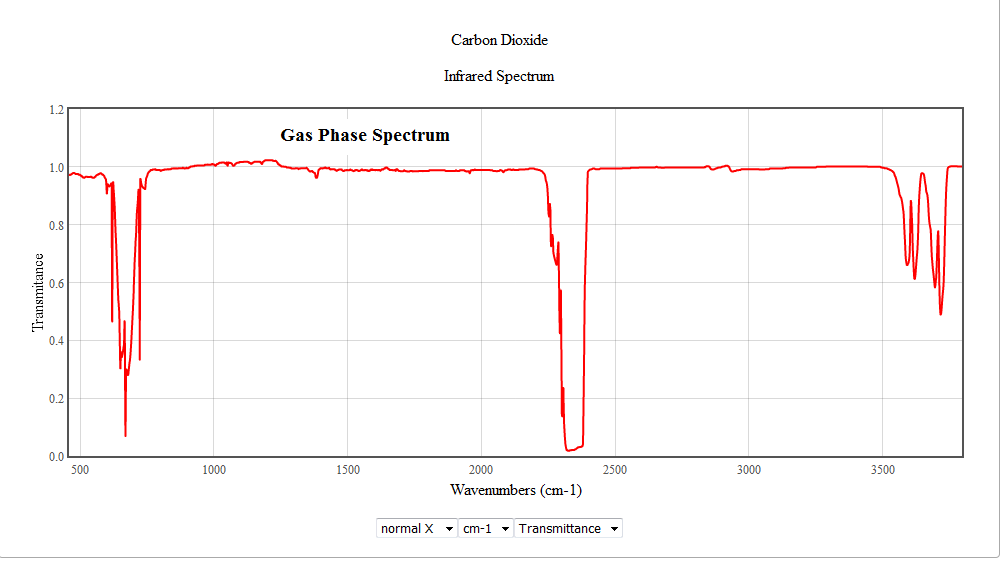 Carbon Dioxide
Infrared Spectrum
Gas Phase Spectrum
1.2
1.0
0.8
0.6
0.4
0.2
0.0
Transmitance
500 1000 1500 2000 2500 3000 3500
Wavenumbers (cm-1)
normal X cm-1 Transmittance